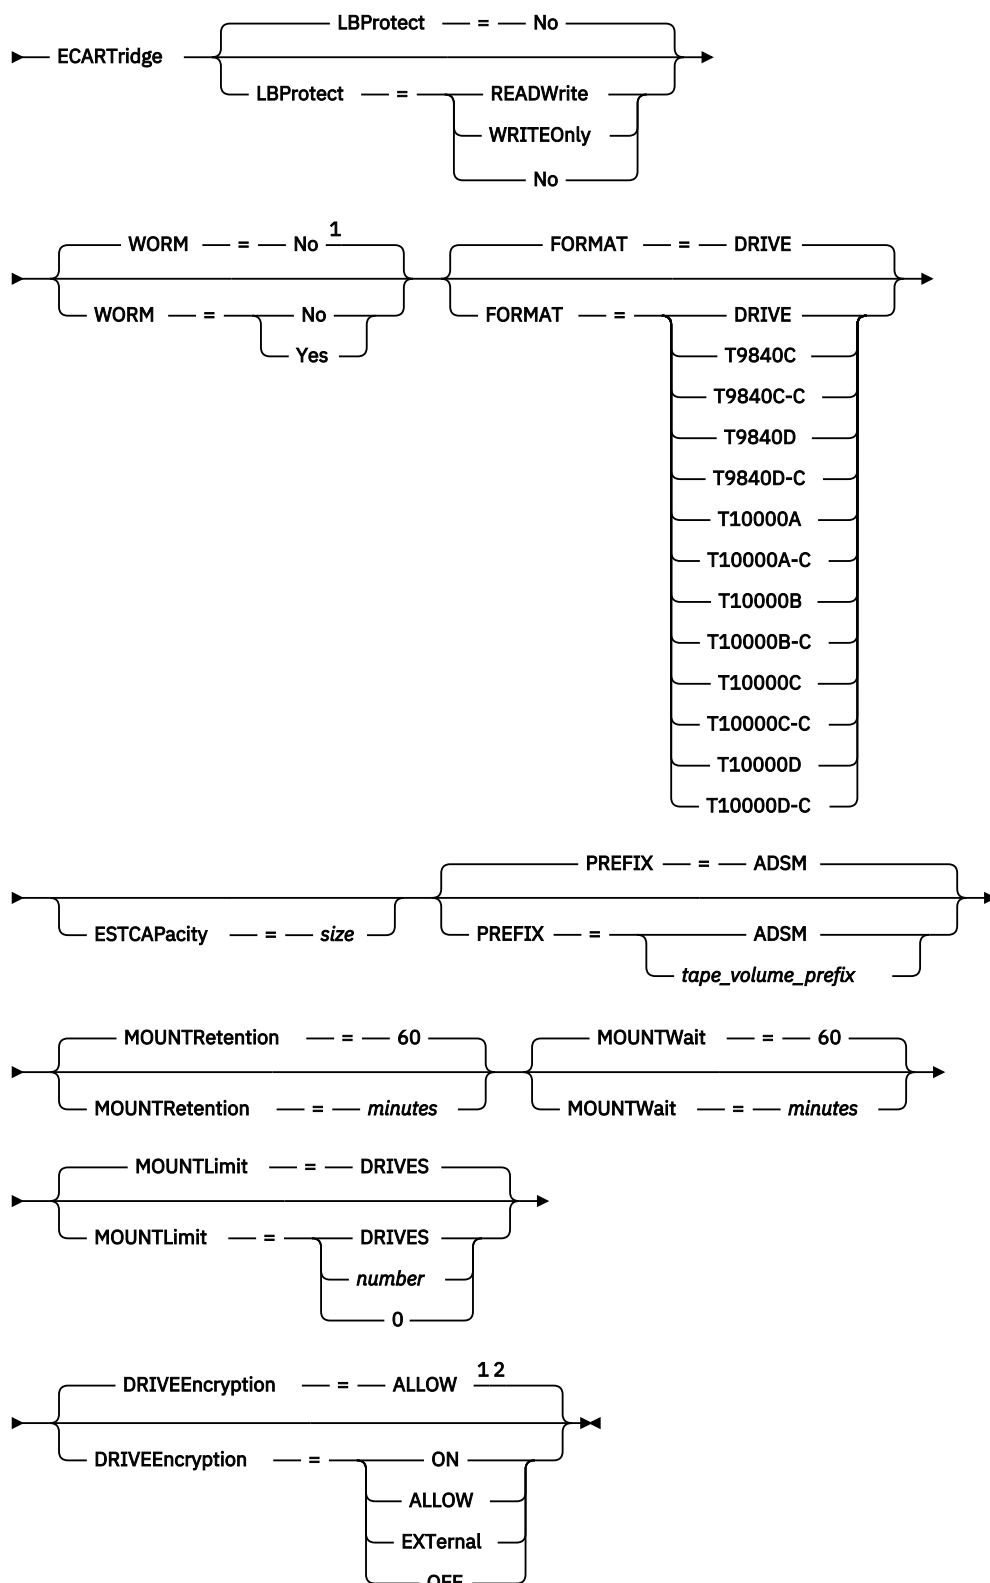 LBProtect = No
ECARTridge
LBProtect = READWrite
WRITEOnly
No
WORM = No 1 FORMAT = DRIVE
WORM = No FORMAT = DRIVE
Yes T9840C
T9840C-C
T9840D
T9840D-C
T10000A
T10000A-C
T10000B
T10000B-C
T10000C
T10000C-C
T10000D
T10000D-C
PREFIX = ADSM
ESTCAPacity = size PREFIX = ADSM
tape_volume_prefix
MOUNTRetention = 60 MOUNTWait = 60
MOUNTRetention = minutes MOUNTWait = minutes
MOUNTLimit = DRIVES
MOUNTLimit = DRIVES
number
0
DRIVEEncryption = ALLOW 1 2
DRIVEEncryption = ON
ALLOW
EXTernal
OFF